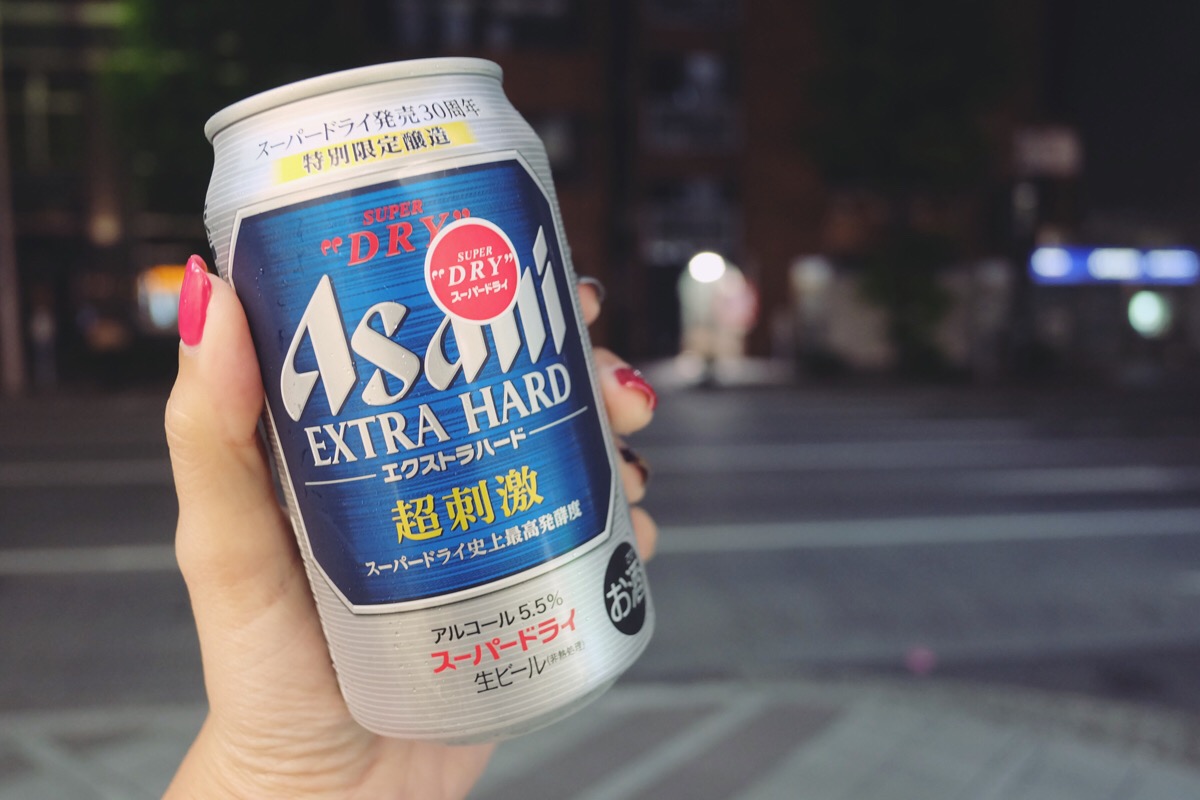 スーパードライ発売30周年
特別限定醸造
SUPER
"DRY"
SUPER
"DRY"
スーパードライ
Asahi
EXTRA HARD
エクストラハード
超刺激
スーパードライ史上最高発酵度
お酒
アルコール 5.5%
スーパードライ
生ビール(非熱処理)